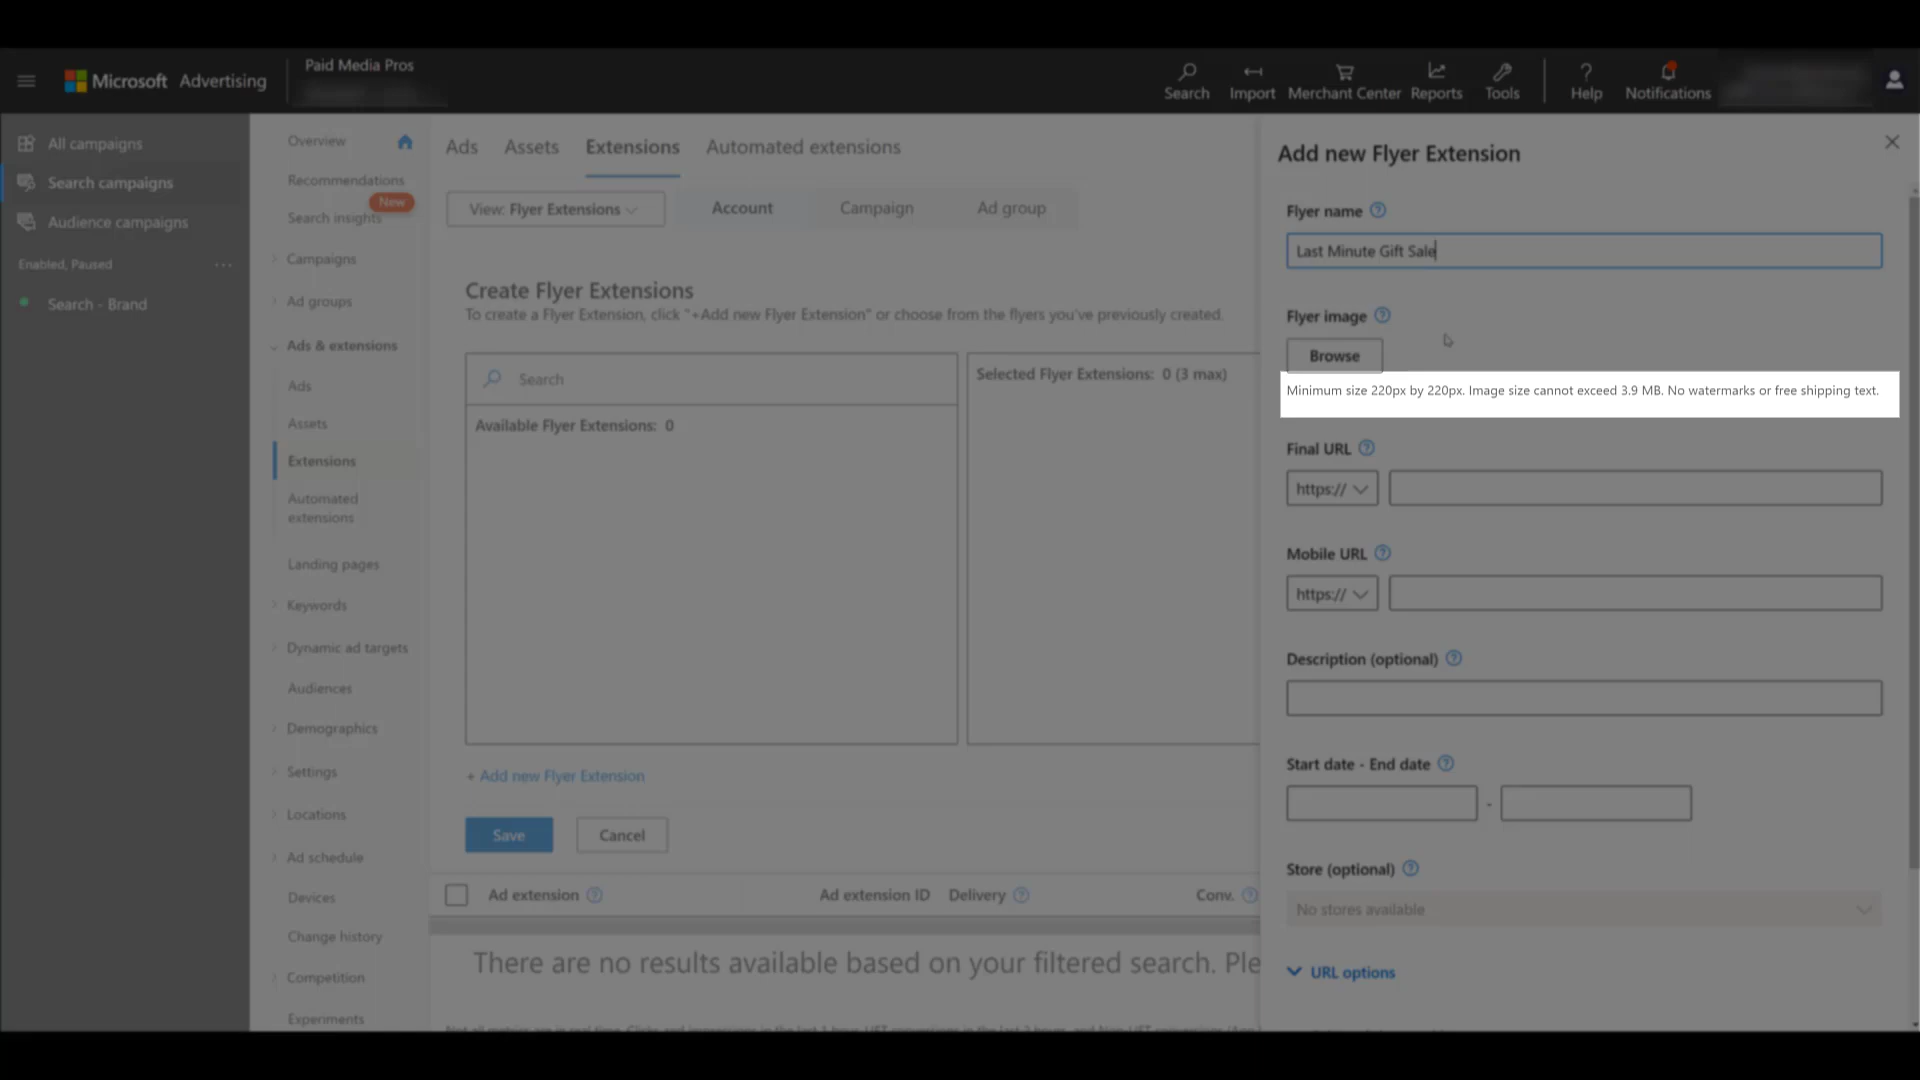 Microsoft Advertising
Paid Media Pros
Search
Import
Merchant Center
Reports
Tools
Help
Notifications
All campaigns
Search campaigns
Audience campaigns
Enabled, Paused
Search - Brand
Overview
Recommendations
New
Search insights
Campaigns
Ad groups
Ads & extensions
Ads
Assets
Extensions
Automated
extensions
Landing pages
Keywords
Dynamic ad targets
Audiences
Demographics
Settings
Locations
Ad schedule
Devices
Change history
Competition
Experiments
Ads
Assets
Extensions
Automated extensions
View: Flyer Extensions
Account
Campaign
Ad group
Create Flyer Extensions
To create a Flyer Extension, click "+Add new Flyer Extension" or choose from the flyers you've previously created.
Search
Available Flyer Extensions: 0
Selected Flyer Extensions: 0 (3 max)
+ Add new Flyer Extension
Save
Cancel
Ad extension
Ad extension ID
Delivery
Conv.
There are no results available based on your filtered search. Ple
Add new Flyer Extension
Flyer name
Last Minute Gift Sale
Flyer image
Browse
Minimum size 220px by 220px. Image size cannot exceed 3.9 MB. No watermarks or free shipping text.
Final URL
https://
Mobile URL
https://
Description (optional)
Start date - End date
-
Store (optional)
No stores available
URL options